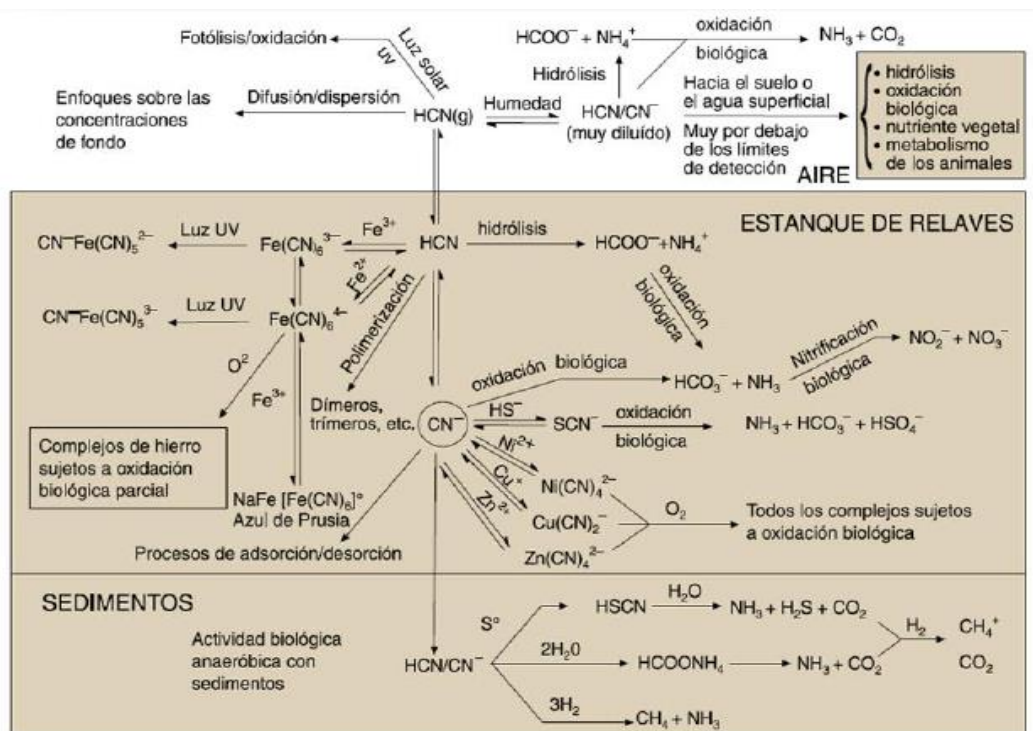 Fotólisis/oxidación
Luz solar
uv
HCOO⁻ + NH₄⁺
oxidación
biológica
NH₃ + CO₂
Hidrólisis
Enfoques sobre las
concentraciones
de fondo
Difusión/dispersión
HCN(g)
Humedad
HCN/CN⁻
(muy diluído)
Hacia el suelo o
el agua superficial
Muy por debajo
de los límites
de detección
• hidrólisis
• oxidación
biológica
• nutriente vegetal
• metabolismo
de los animales
AIRE
ESTANQUE DE RELAVES
CN⁻Fe(CN)₅²⁻
Luz UV
Fe(CN)₆³⁻
Fe³⁺
HCN
hidrólisis
HCOO⁻+NH₄⁺
Fe²⁺
CN⁻Fe(CN)₅³⁻
Luz UV
Fe(CN)₆⁴⁻
Polimerización
oxidación
biológica
O²
Fe³⁺
Nitrificación
biológica
NO₂⁻ + NO₃⁻
oxidación biológica
HCO₃⁻ + NH₃
Dímeros,
trímeros, etc.
CN⁻
HS⁻
SCN⁻
oxidación
biológica
NH₃ + HCO₃⁻ + HSO₄⁻
Complejos de hierro
sujetos a oxidación
biológica parcial
Ni²⁺
Cu⁺
Zn²⁺
Ni(CN)₄²⁻
Cu(CN)₂⁻
Zn(CN)₄²⁻
O₂
Todos los complejos sujetos
a oxidación biológica
NaFe [Fe(CN)₆]°
Azul de Prusia
Procesos de adsorción/desorción
SEDIMENTOS
Actividad biológica
anaeróbica con
sedimentos
HCN/CN⁻
S°
HSCN
H₂O
NH₃ + H₂S + CO₂
2H₂0
HCOONH₄
NH₃ + CO₂
H₂
CH₄⁺
CO₂
3H₂
CH₄ + NH₃